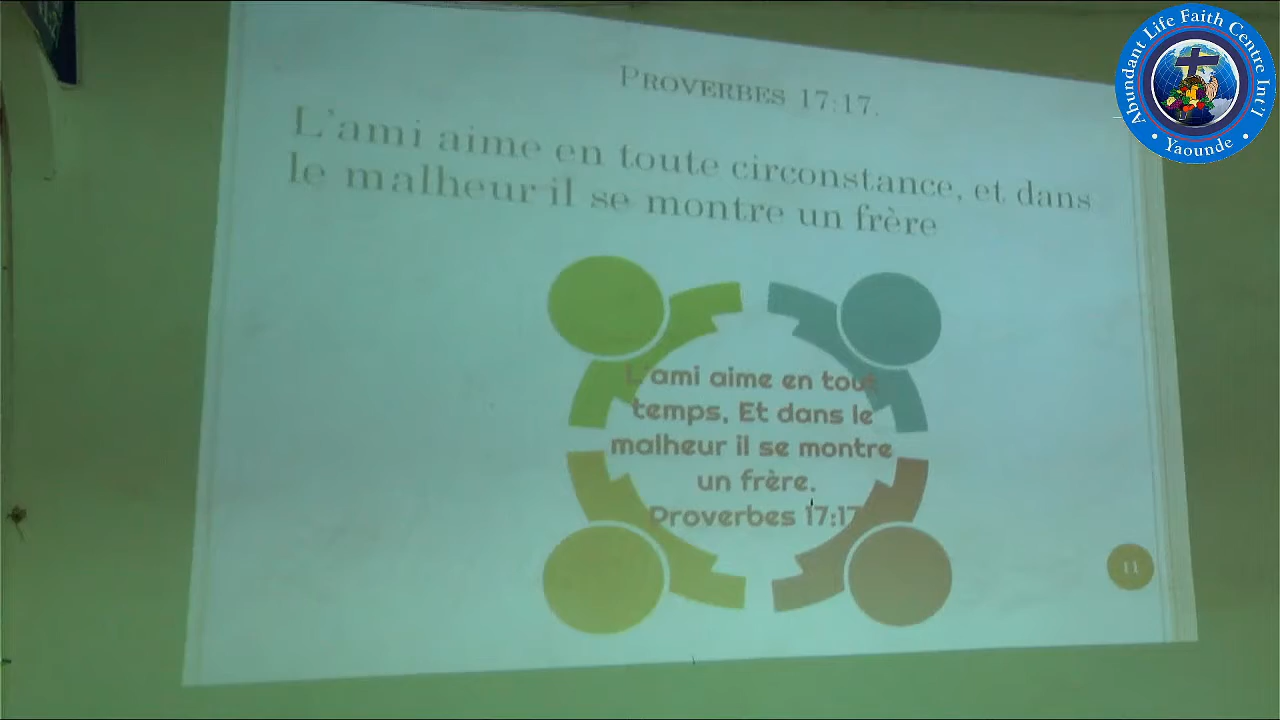 PROVERBES 17:17.
L'ami aime en toute circonstance, et dans
le malheur il se montre un frère
L'ami aime en tout
temps, Et dans le
malheur il se montre
un frère.
Proverbes 17:17
11
Abundant Life Faith Centre Int'l
• Yaounde •